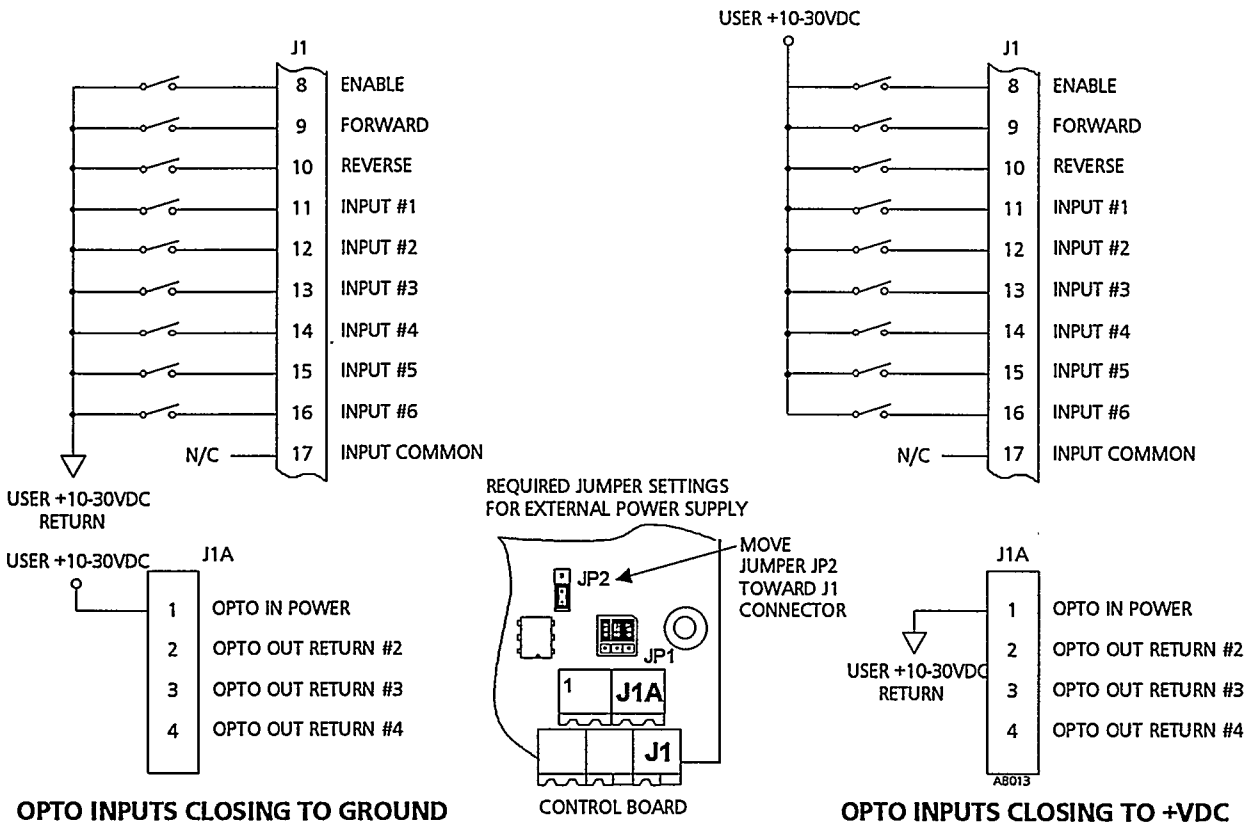 J1
8 ENABLE
9 FORWARD
10 REVERSE
11 INPUT #1
12 INPUT #2
13 INPUT #3
14 INPUT #4
15 INPUT #5
16 INPUT #6
N/C 17 INPUT COMMON
USER +10-30VDC
RETURN
USER +10-30VDC
J1A
1 OPTO IN POWER
2 OPTO OUT RETURN #2
3 OPTO OUT RETURN #3
4 OPTO OUT RETURN #4
OPTO INPUTS CLOSING TO GROUND
REQUIRED JUMPER SETTINGS
FOR EXTERNAL POWER SUPPLY
JP2
MOVE
JUMPER JP2
TOWARD J1
CONNECTOR
JP1
1 J1A
J1
CONTROL BOARD
USER +10-30VDC
J1
8 ENABLE
9 FORWARD
10 REVERSE
11 INPUT #1
12 INPUT #2
13 INPUT #3
14 INPUT #4
15 INPUT #5
16 INPUT #6
N/C 17 INPUT COMMON
J1A
1 OPTO IN POWER
2 OPTO OUT RETURN #2
3 OPTO OUT RETURN #3
4 OPTO OUT RETURN #4
USER +10-30VDC
RETURN
A8013
OPTO INPUTS CLOSING TO +VDC